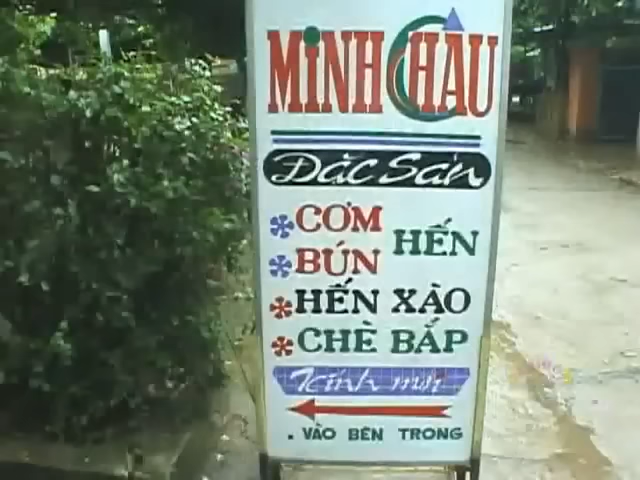 MINH CHÂU
Đặc Sản
CƠM
BÚN HẾN
HẾN XÀO
CHÈ BẮP
Kính mời
. VÀO BÊN TRONG